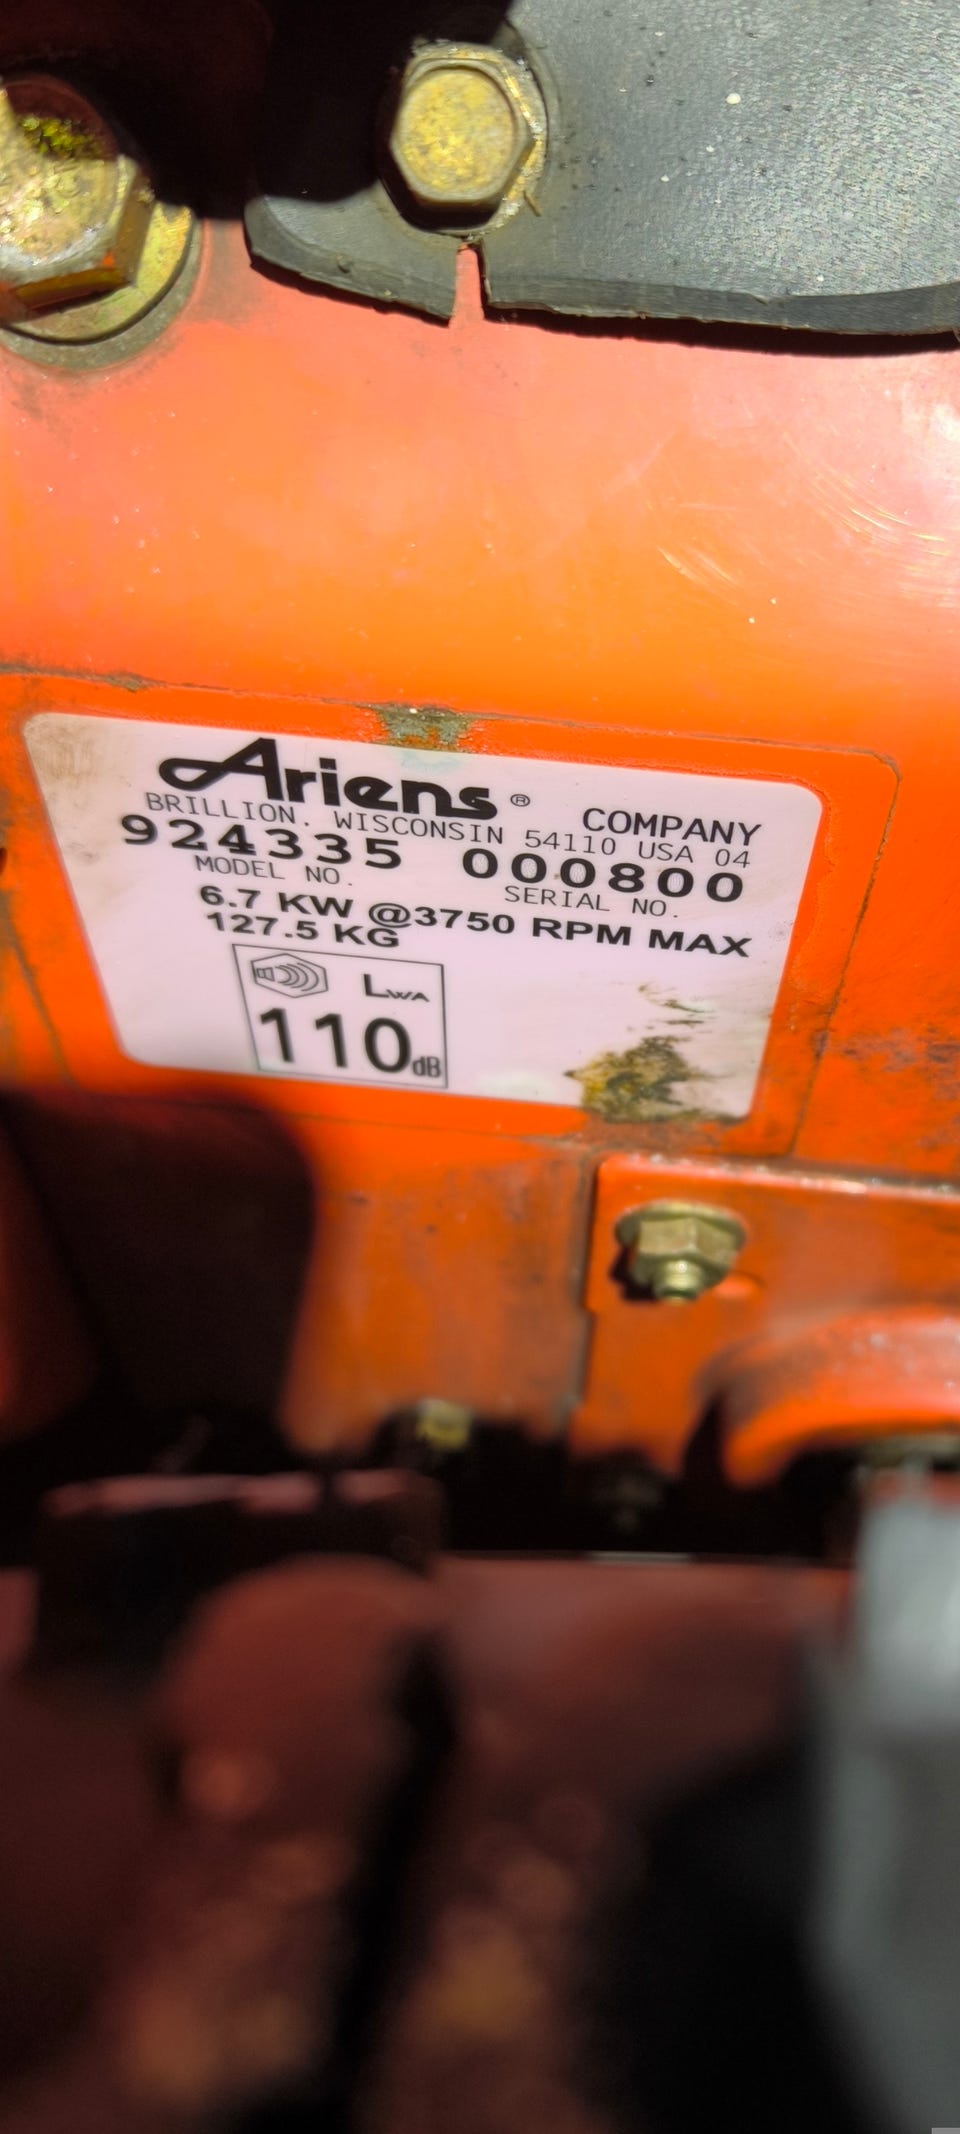 Ariens® COMPANY
BRILLION. WISCONSIN 54110 USA 04
924335 000800
MODEL NO. SERIAL NO.
6.7 KW @3750 RPM MAX
127.5 KG
LWA
110dB